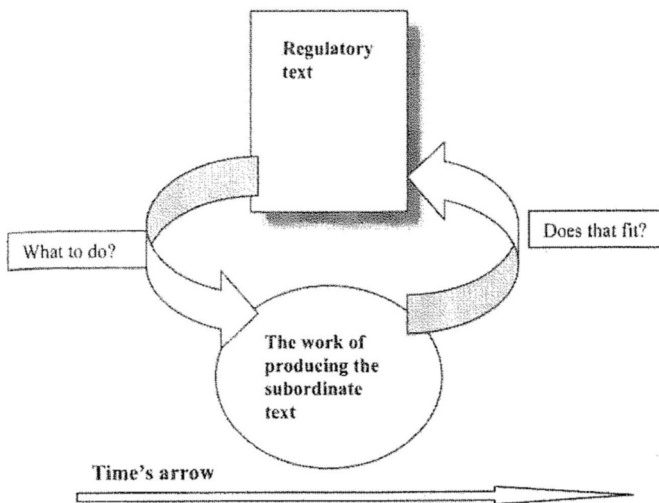 Regulatory
text
What to do?
Does that fit?
The work of
producing the
subordinate
text
Time's arrow